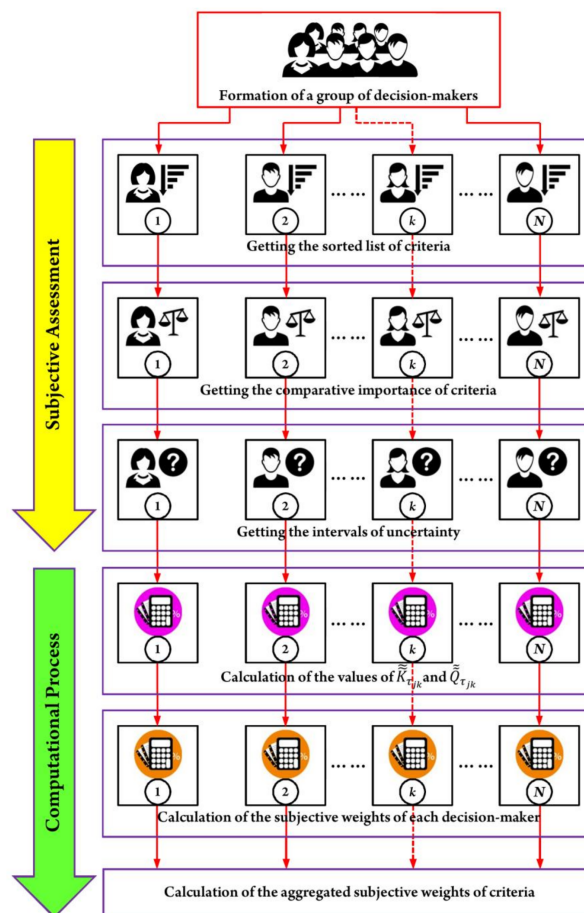 Formation of a group of decision-makers
Subjective Assessment
1 2 ... ... k ... ... N
Getting the sorted list of criteria
1 2 ... ... k ... ... N
Getting the comparative importance of criteria
? ? ? ?
1 2 ... ... k ... ... N
Getting the intervals of uncertainty
Computational Process
1 2 ... ... k ... ... N
Calculation of the values of K̃̃_τ_jk and Q̃̃_τ_jk
1 2 ... ... k ... ... N
Calculation of the subjective weights of each decision-maker
Calculation of the aggregated subjective weights of criteria